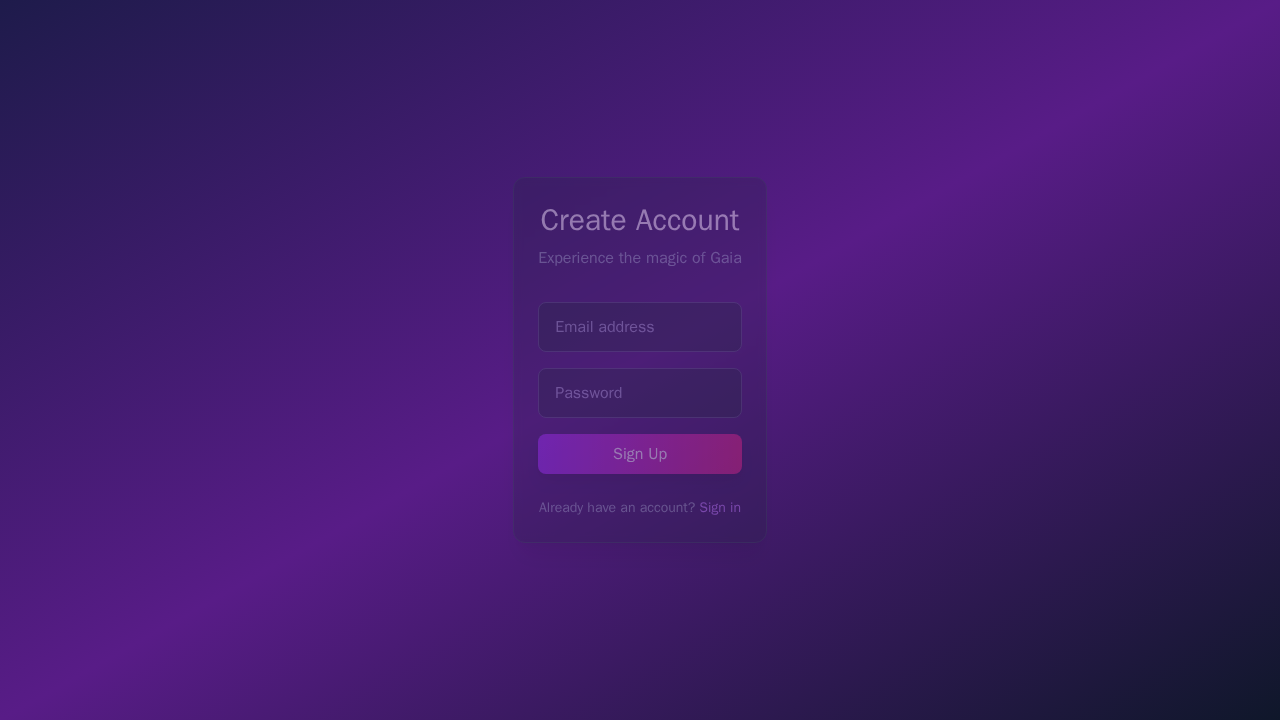 Create Account
Experience the magic of Gaia
Email address
Password
Sign Up
Already have an account? Sign in